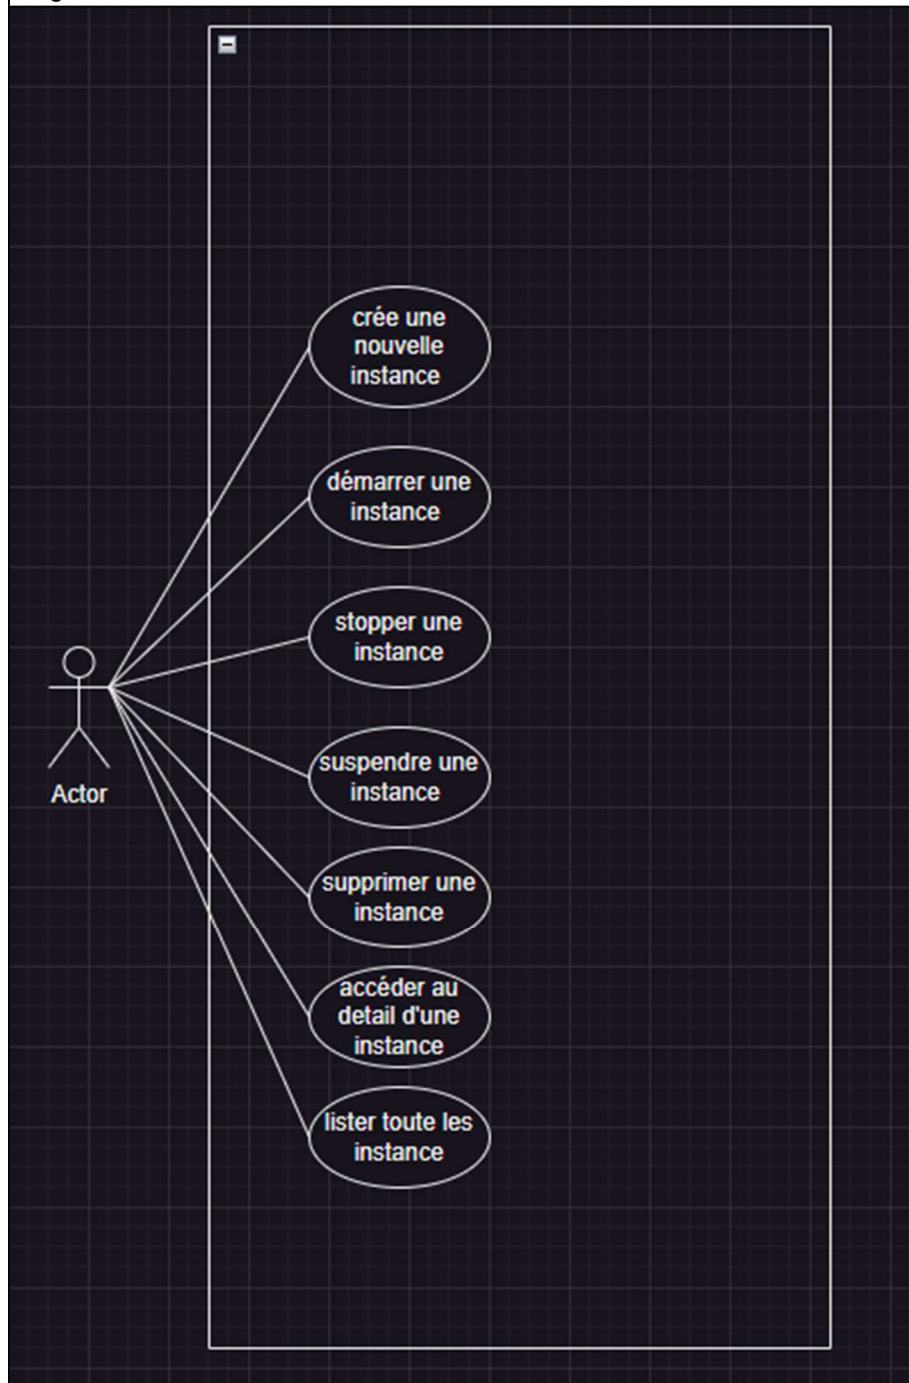 crée une
nouvelle
instance
démarrer une
instance
stopper une
instance
suspendre une
instance
Actor
supprimer une
instance
accéder au
detail d'une
instance
lister toute les
instance